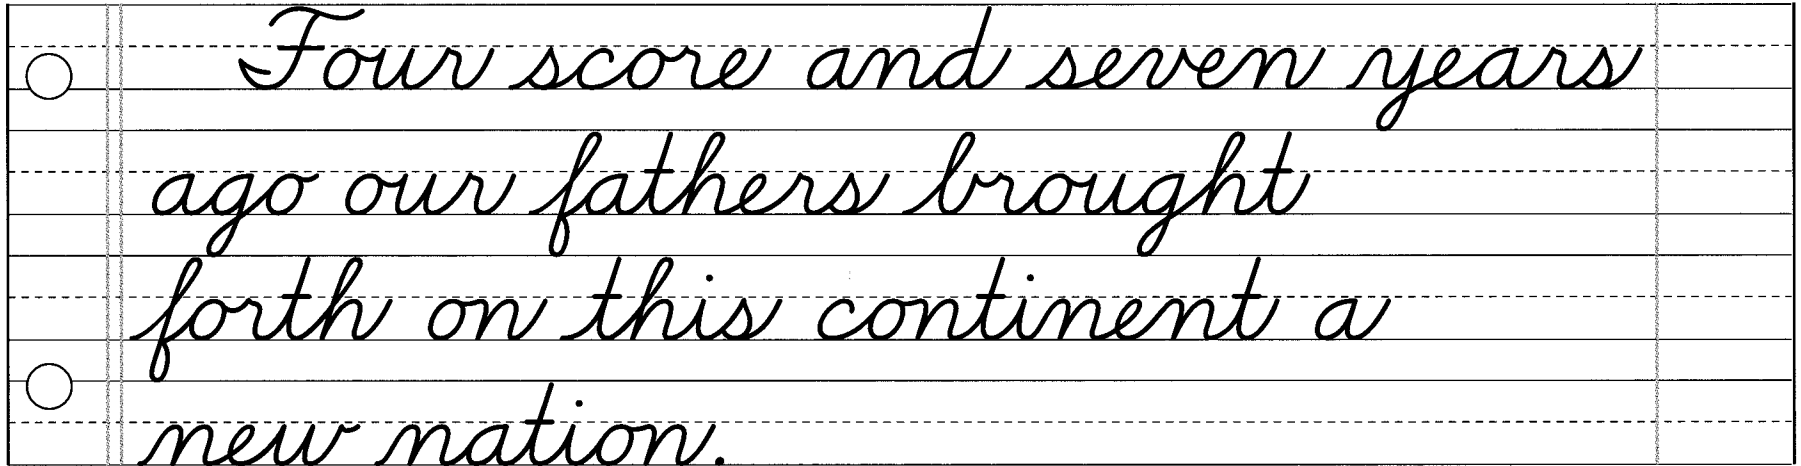 Four score and seven years
ago our fathers brought
forth on this continent a
new nation.